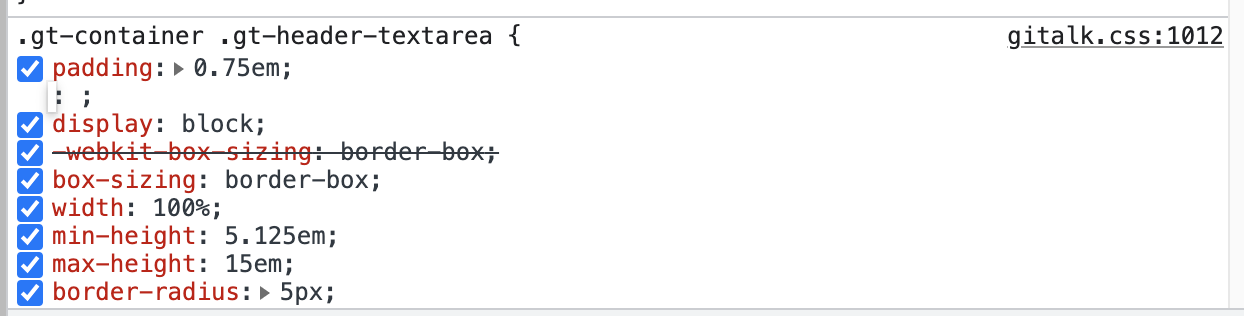 }
.gt-container .gt-header-textarea { gitalk.css:1012
padding: 0.75em;
: ;
display: block;
-webkit-box-sizing: border-box;
box-sizing: border-box;
width: 100%;
min-height: 5.125em;
max-height: 15em;
border-radius: 5px;